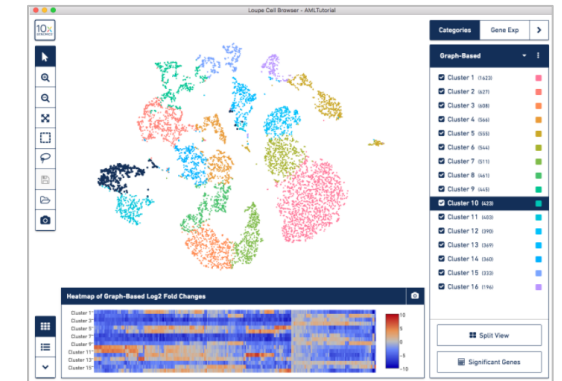 Loupe Cell Browser - AMLTutorial
10x
GENOMICS
Categories
Gene Exp
Graph-Based
Cluster 1 (1623)
Cluster 2 (627)
Cluster 3 (608)
Cluster 4 (566)
Cluster 5 (555)
Cluster 6 (544)
Cluster 7 (511)
Cluster 8 (461)
Cluster 9 (445)
Cluster 10 (423)
Cluster 11 (400)
Cluster 12 (390)
Cluster 13 (369)
Cluster 14 (360)
Cluster 15 (333)
Cluster 16 (196)
Heatmap of Graph-Based Log2 Fold Changes
Cluster 1
Cluster 3
Cluster 5
Cluster 7
Cluster 9
Cluster 11
Cluster 13
Cluster 15
10
5
0
-5
-10
Split View
Significant Genes